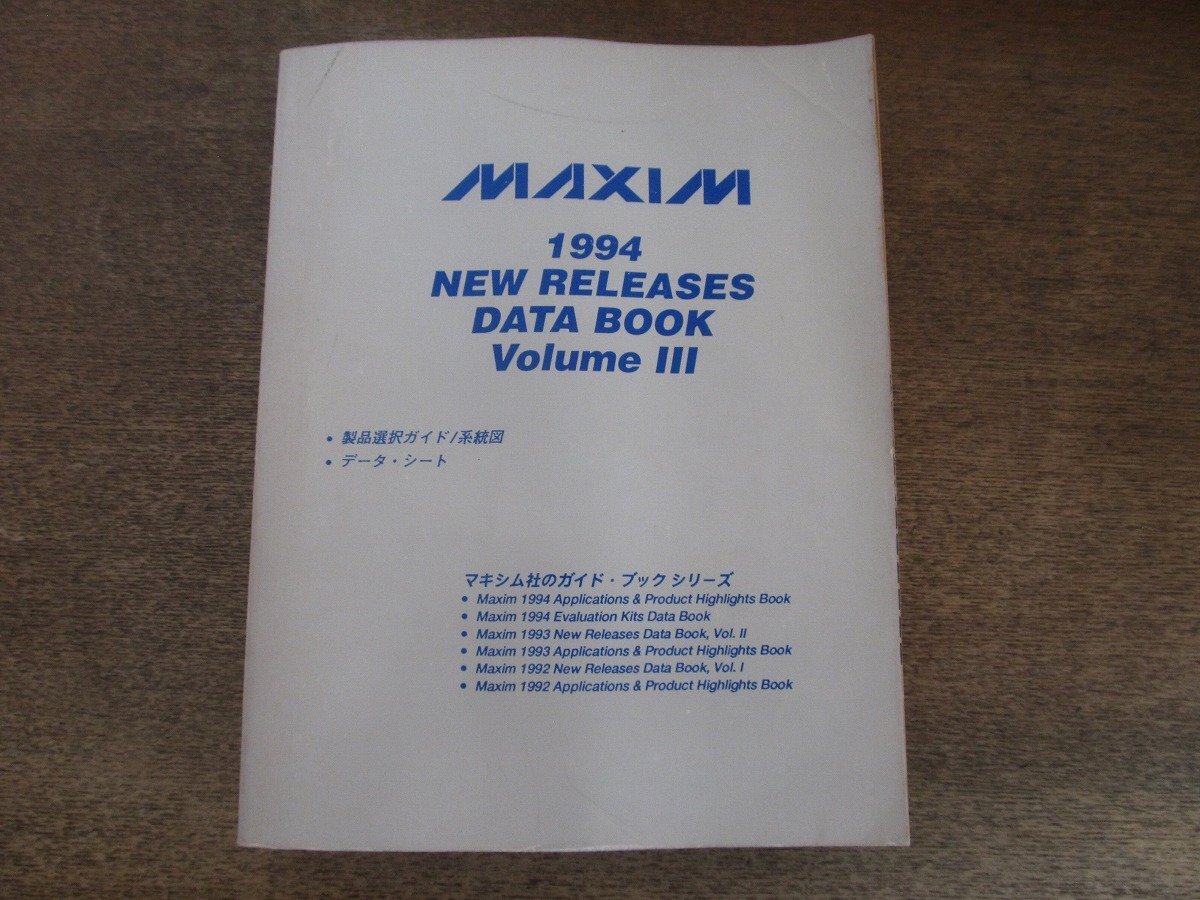 MAXIM
1994
NEW RELEASES
DATA BOOK
Volume III
• 製品選択ガイド/系統図
• データ・シート
マキシム社のガイド・ブックシリーズ
• Maxim 1994 Applications & Product Highlights Book
• Maxim 1994 Evaluation Kits Data Book
• Maxim 1993 New Releases Data Book, Vol. II
• Maxim 1993 Applications & Product Highlights Book
• Maxim 1992 New Releases Data Book, Vol. I
• Maxim 1992 Applications & Product Highlights Book